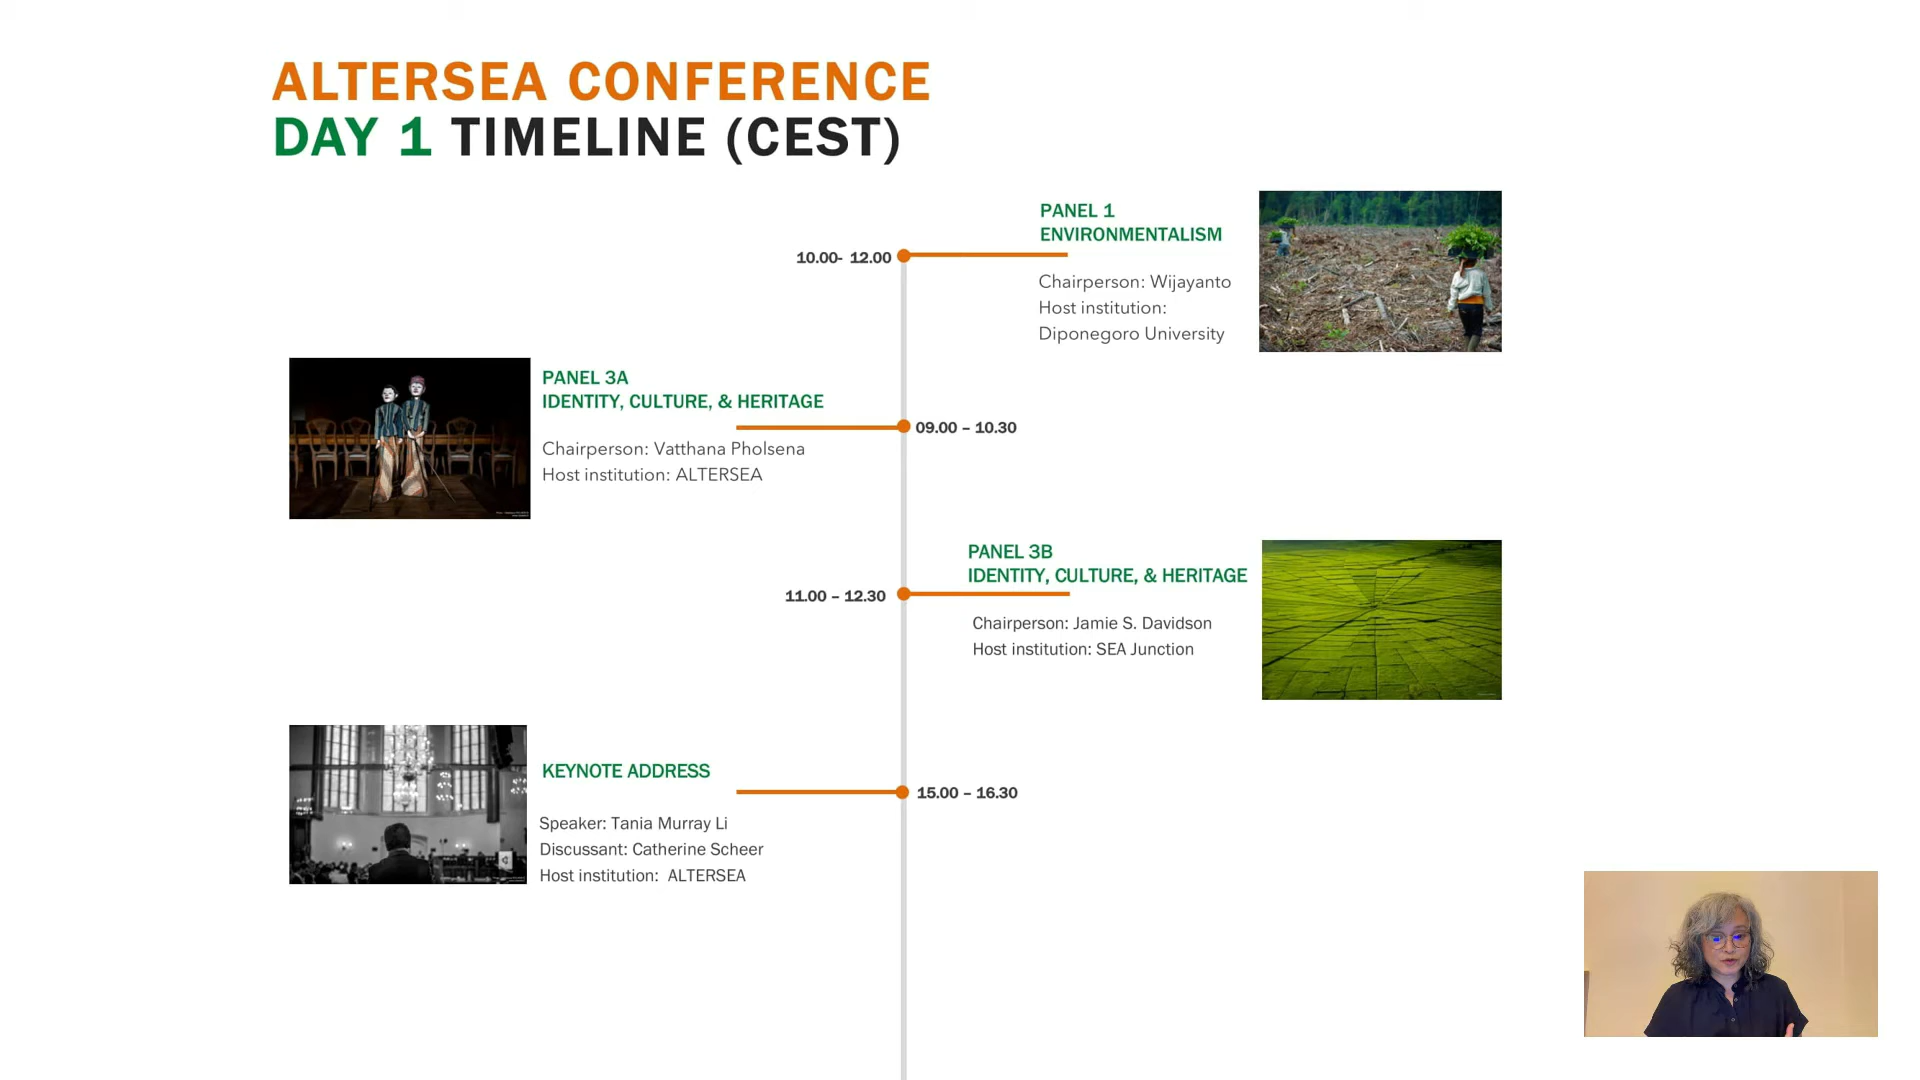 ALTERSEA CONFERENCE
DAY 1 TIMELINE (CEST)
PANEL 1
ENVIRONMENTALISM
10.00- 12.00
Chairperson: Wijayanto
Host institution:
Diponegoro University
PANEL 3A
IDENTITY, CULTURE, & HERITAGE
09.00 – 10.30
Chairperson: Vatthana Pholsena
Host institution: ALTERSEA
PANEL 3B
IDENTITY, CULTURE, & HERITAGE
11.00 – 12.30
Chairperson: Jamie S. Davidson
Host institution: SEA Junction
KEYNOTE ADDRESS
15.00 – 16.30
Speaker: Tania Murray Li
Discussant: Catherine Scheer
Host institution:  ALTERSEA